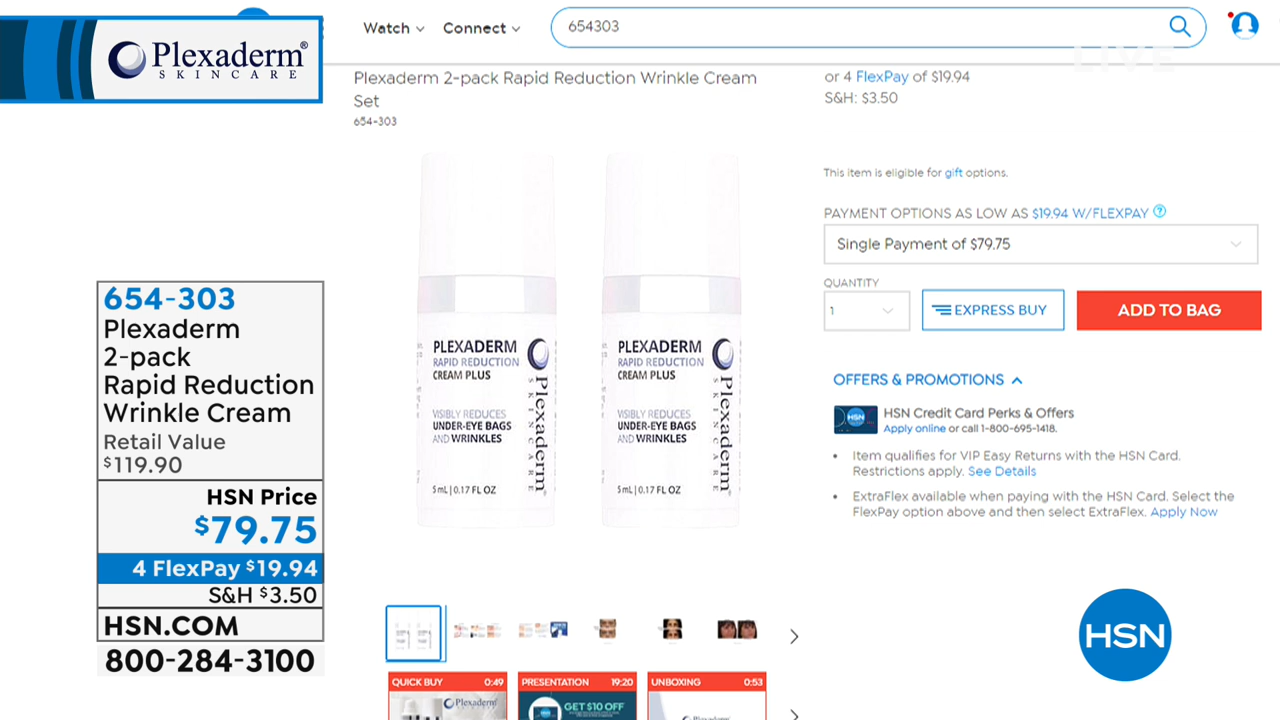 Plexaderm®
SKINCARE
Watch
Connect
654303
LIVE
Plexaderm 2-pack Rapid Reduction Wrinkle Cream
Set
654-303
or 4 FlexPay of $19.94
S&H: $3.50
This item is eligible for gift options.
PAYMENT OPTIONS AS LOW AS $19.94 W/FLEXPAY ?
Single Payment of $79.75
QUANTITY
1
EXPRESS BUY
ADD TO BAG
OFFERS & PROMOTIONS
HSN
HSN Credit Card Perks & Offers
Apply online or call 1-800-695-1418.
• Item qualifies for VIP Easy Returns with the HSN Card.
Restrictions apply. See Details
• ExtraFlex available when paying with the HSN Card. Select the
FlexPay option above and then select ExtraFlex. Apply Now
PLEXADERM
RAPID REDUCTION
CREAM PLUS
VISIBLY REDUCES
UNDER-EYE BAGS
AND WRINKLES
5mL | 0.17 FL OZ
Plexaderm
SKINCARE
PLEXADERM
RAPID REDUCTION
CREAM PLUS
VISIBLY REDUCES
UNDER-EYE BAGS
AND WRINKLES
5mL | 0.17 FL OZ
Plexaderm
SKINCARE
654-303
Plexaderm
2-pack
Rapid Reduction
Wrinkle Cream
Retail Value
$119.90
HSN Price
$79.75
4 FlexPay $19.94
S&H $3.50
HSN.COM
800-284-3100
QUICK BUY 0:49
PRESENTATION 19:20
UNBOXING 0:53
Plexaderm
GET $10 OFF
Plexaderm
HSN